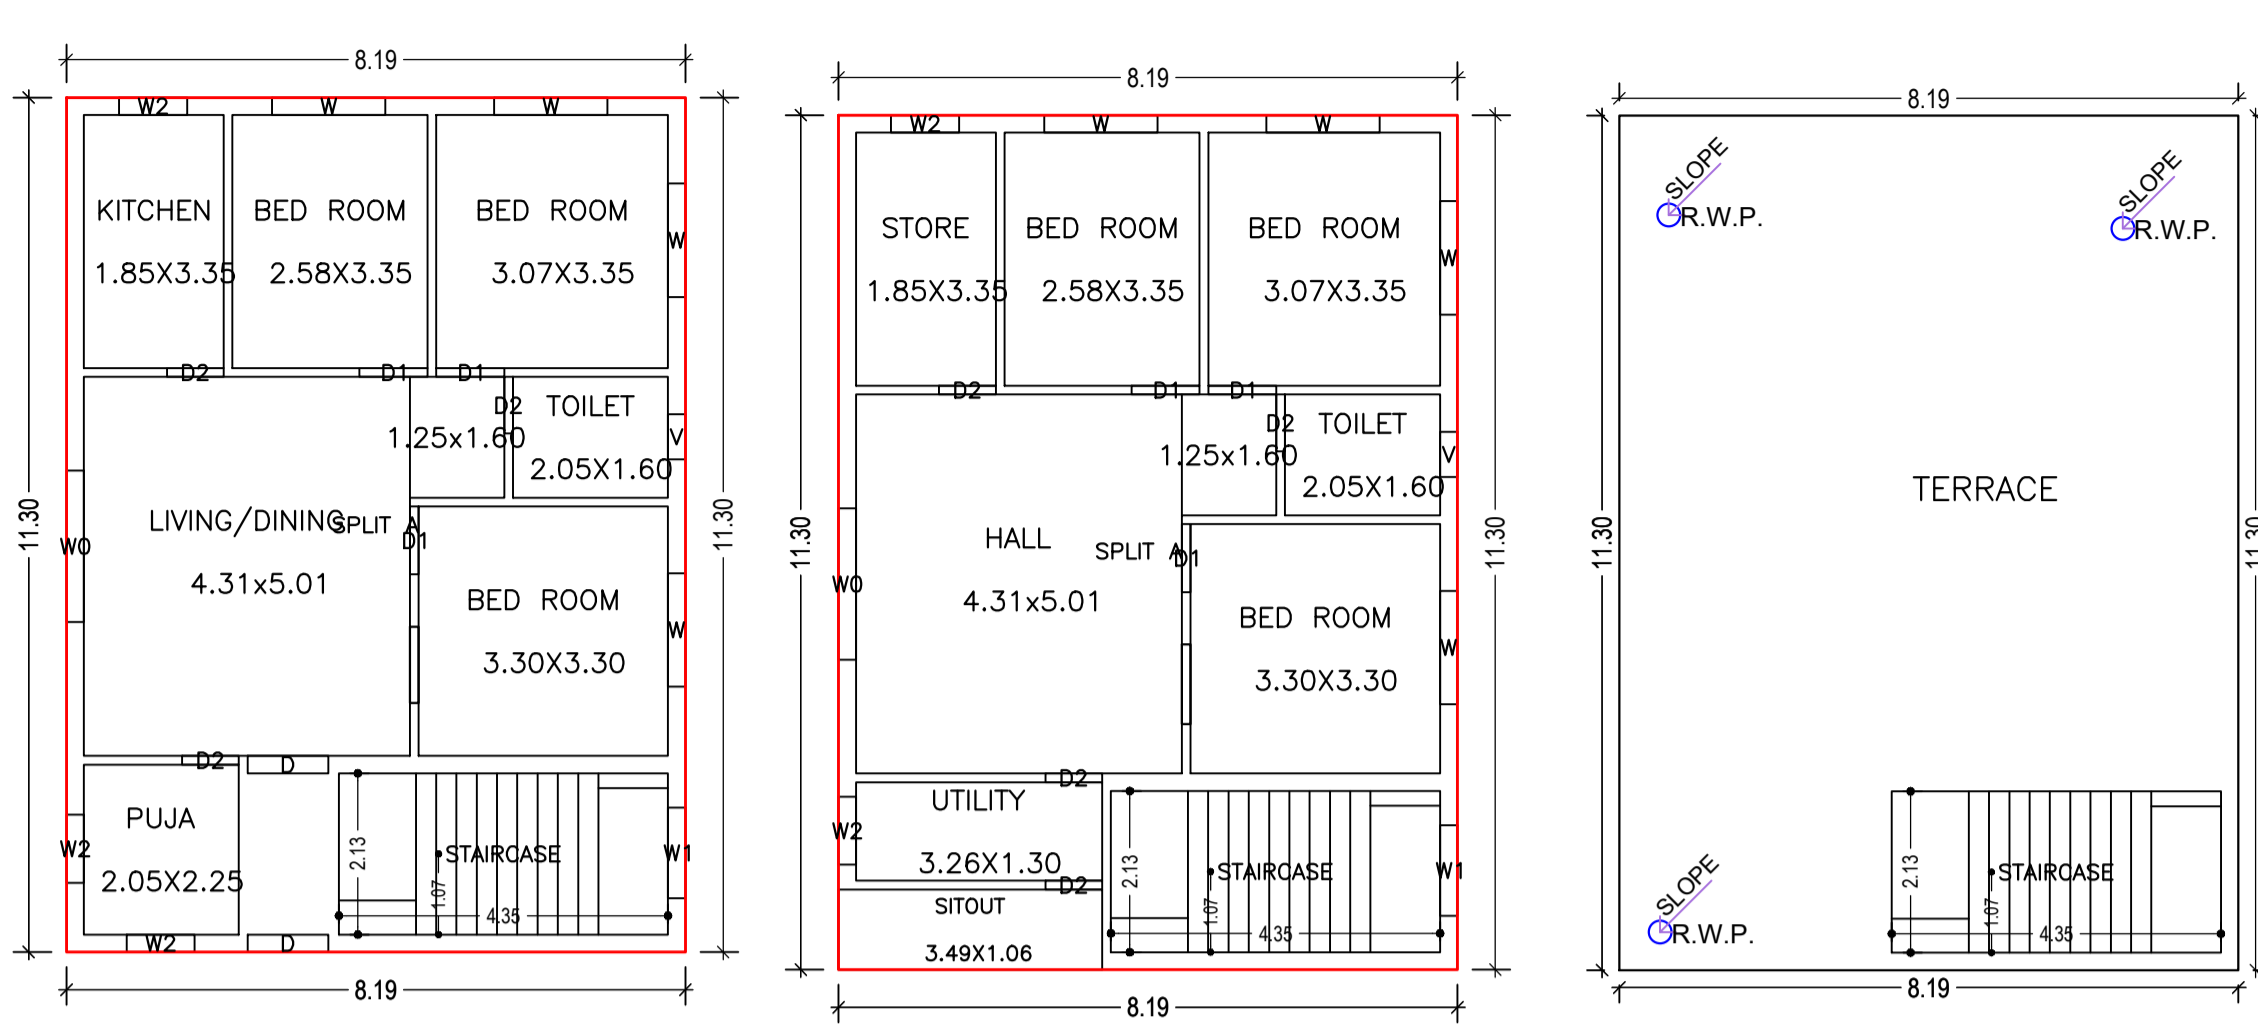 8.19
W2
W
W
11.30
KITCHEN
1.85X3.35
BED ROOM
2.58X3.35
BED ROOM
3.07X3.35
W
D2
D1
D1
D2
TOILET
1.25x1.60
2.05X1.60
V
LIVING/DINING
4.31x5.01
SPLIT A
D1
W0
BED ROOM
3.30X3.30
W
11.30
D2
D
PUJA
2.05X2.25
W2
W2
D
2.13
1.07
STAIRCASE
4.35
W1
8.19
8.19
W2
W
W
11.30
STORE
1.85X3.35
BED ROOM
2.58X3.35
BED ROOM
3.07X3.35
W
D2
D1
D1
D2
TOILET
1.25x1.60
2.05X1.60
V
HALL
4.31x5.01
SPLIT A
D1
W0
BED ROOM
3.30X3.30
W
11.30
D2
UTILITY
3.26X1.30
W2
D2
SITOUT
3.49X1.06
2.13
1.07
STAIRCASE
4.35
W1
8.19
8.19
SLOPE
R.W.P.
SLOPE
R.W.P.
11.30
TERRACE
11.30
SLOPE
R.W.P.
2.13
1.07
STAIRCASE
4.35
8.19